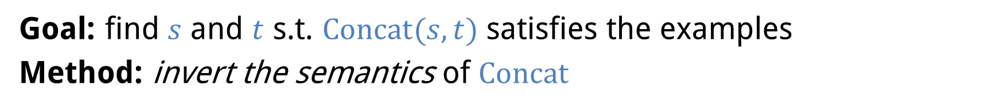 Goal: find s and t s.t. Concat(s, t) satisfies the examples
Method: invert the semantics of Concat